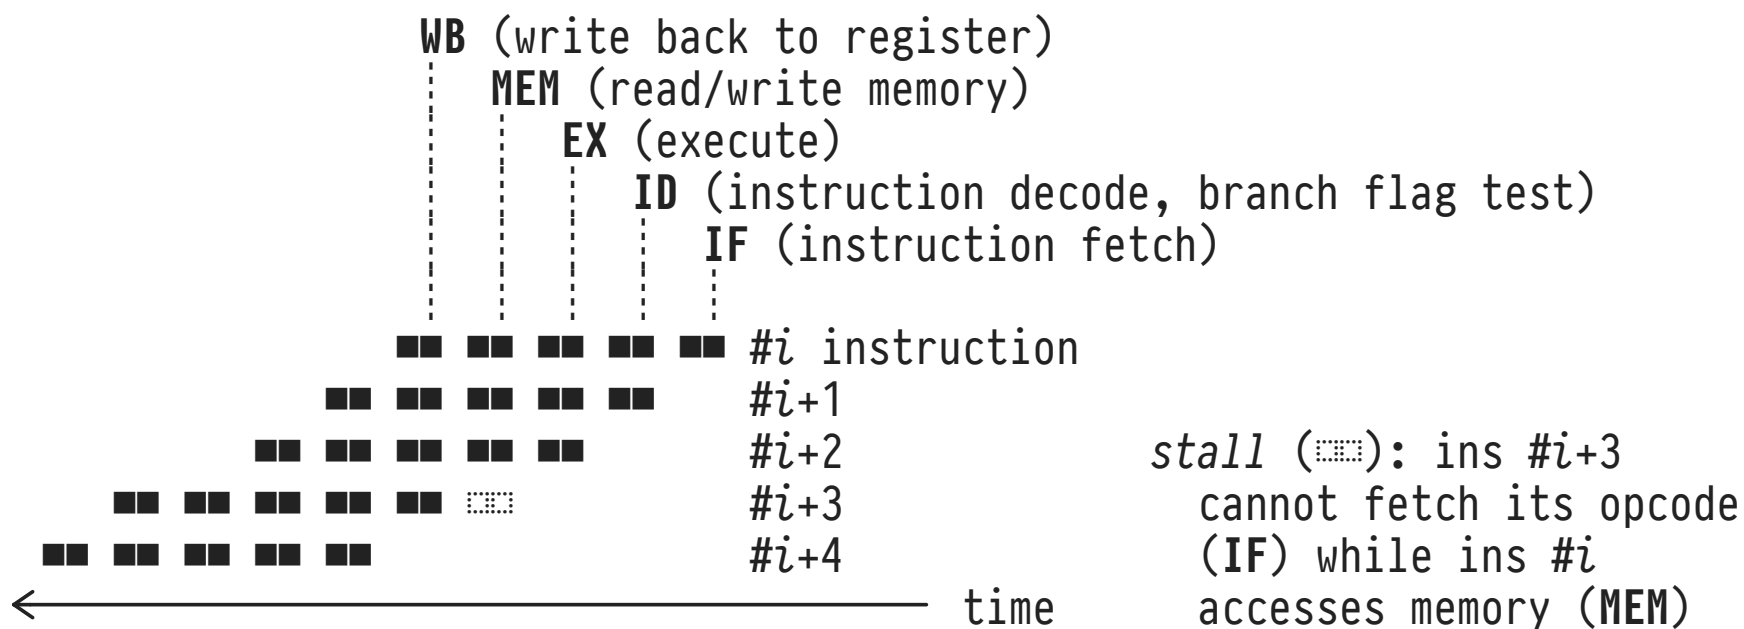 WB (write back to register)
MEM (read/write memory)
EX (execute)
ID (instruction decode, branch flag test)
IF (instruction fetch)
#i instruction
#i+1
#i+2
#i+3
#i+4
time
stall (): ins #i+3
cannot fetch its opcode
(IF) while ins #i
accesses memory (MEM)